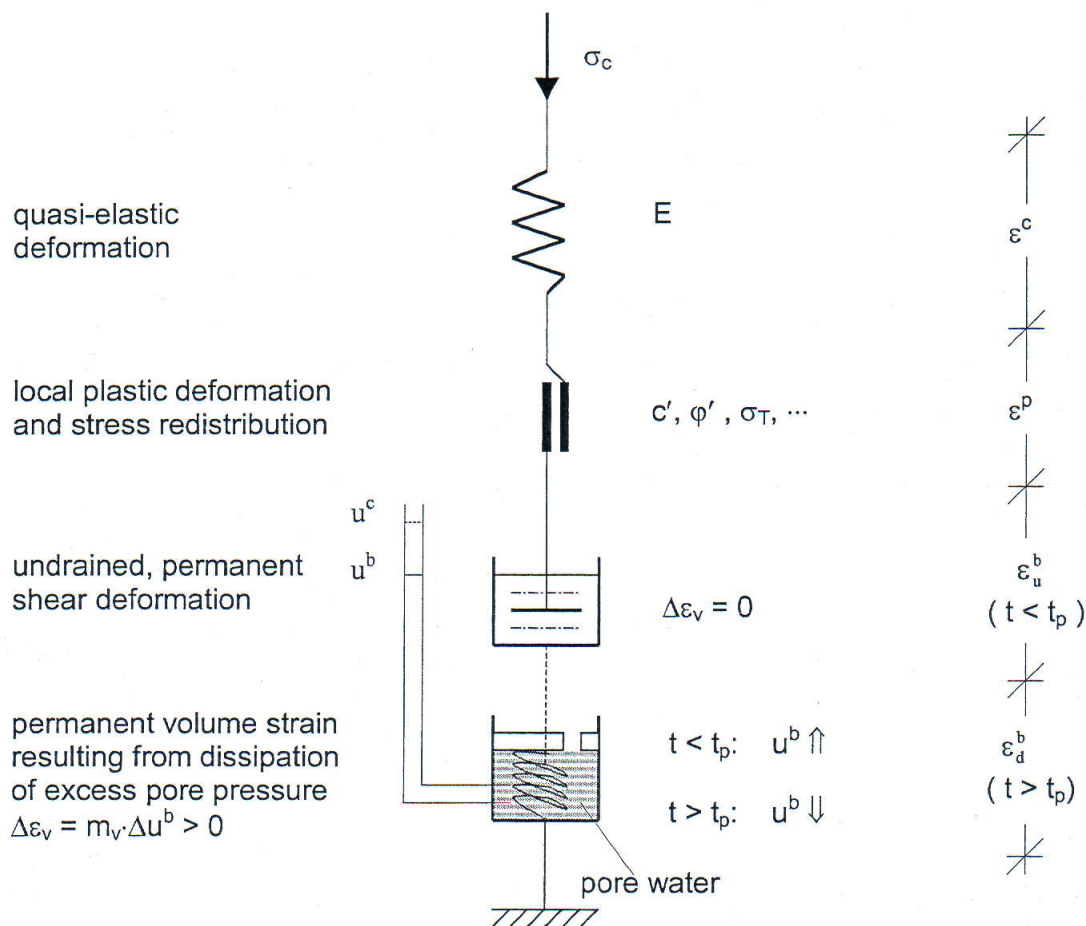 σc
quasi-elastic
deformation
E
εᶜ
local plastic deformation
and stress redistribution
c′, φ′ , σT, ···
εᵖ
uᶜ
uᵇ
undrained, permanent
shear deformation
Δεv = 0
εᵇu
( t < tp )
permanent volume strain
resulting from dissipation
of excess pore pressure
Δεv = mv·Δuᵇ > 0
t < tp: uᵇ ⇑
t > tp: uᵇ ⇓
εᵇd
( t > tp)
pore water